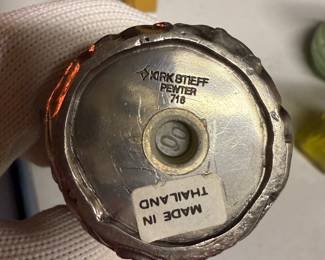 KIRK STIEFF
PEWTER
718
MADE IN
THAILAND